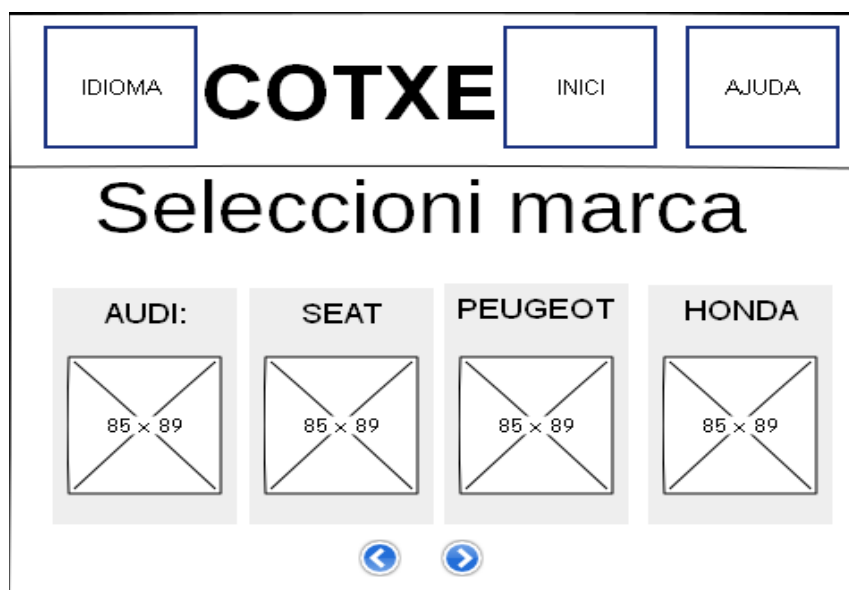 IDIOMA COTXE INICI AJUDA
Seleccioni marca
AUDI: SEAT PEUGEOT HONDA
85 x 89 85 x 89 85 x 89 85 x 89